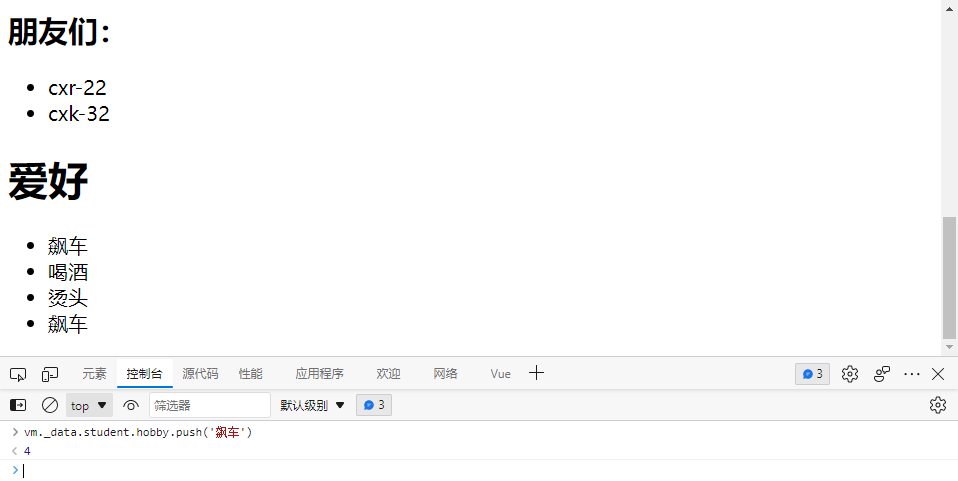 朋友们：
cxr-22
cxk-32
爱好
飙车
喝酒
烫头
飙车
元素 控制台 源代码 性能 应用程序 欢迎 网络 Vue 3
top 筛选器 默认级别 3
vm._data.student.hobby.push('飙车')
4